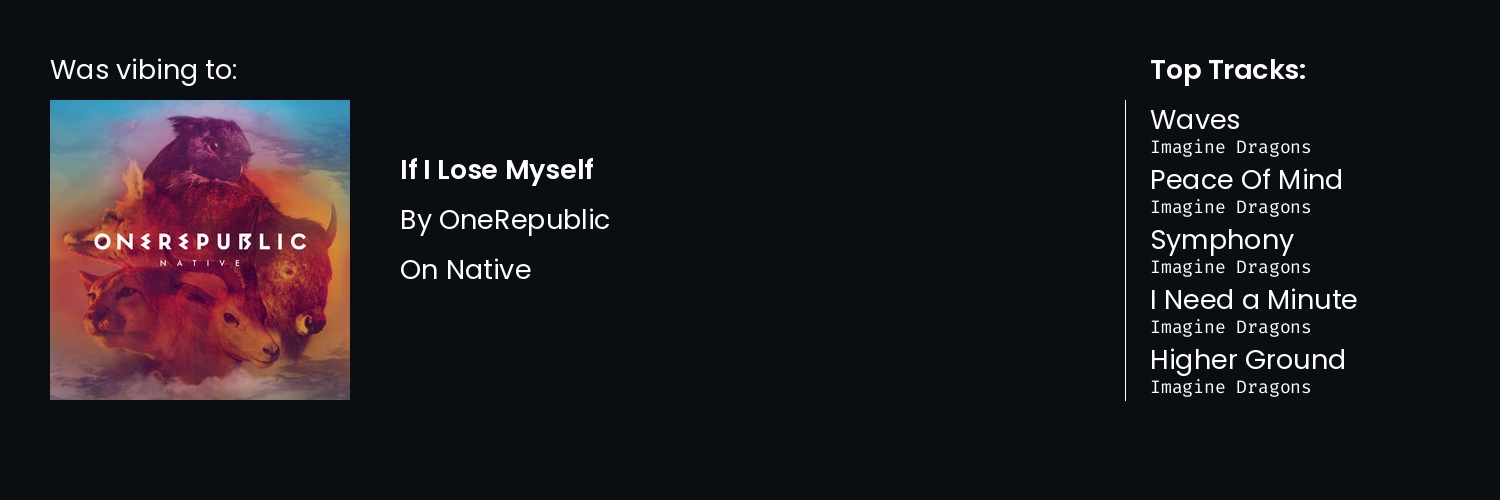 Was vibing to:
ONEREPUBLIC
NATIVE
If I Lose Myself
By OneRepublic
On Native
Top Tracks:
Waves
Imagine Dragons
Peace Of Mind
Imagine Dragons
Symphony
Imagine Dragons
I Need a Minute
Imagine Dragons
Higher Ground
Imagine Dragons